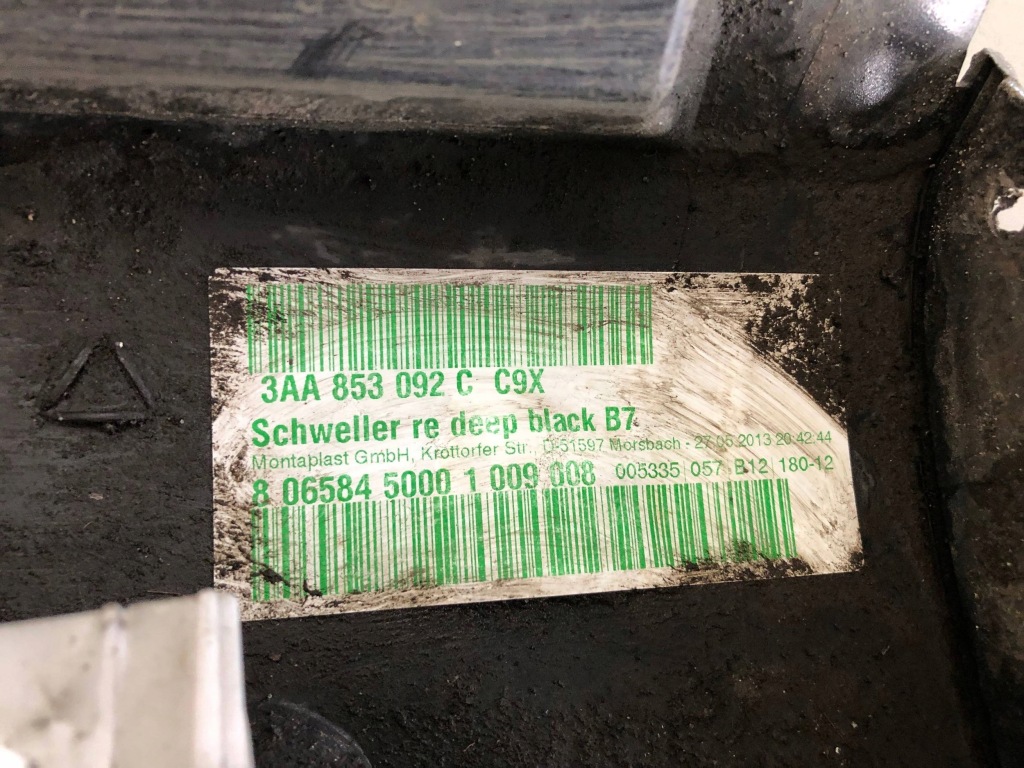 3AA 853 092 C C9X
Schweller re deep black B7
Montaplast GmbH, Krottorfer Str., D-51597 Morsbach - 27.05.2013 20:42:44
8 06584 5000 1 009 008 005335 057 B12 180-12